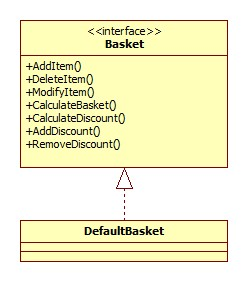 <<interface>>
Basket
+AddItem()
+DeleteItem()
+ModifyItem()
+CalculateBasket()
+CalculateDiscount()
+AddDiscount()
+RemoveDiscount()
DefaultBasket